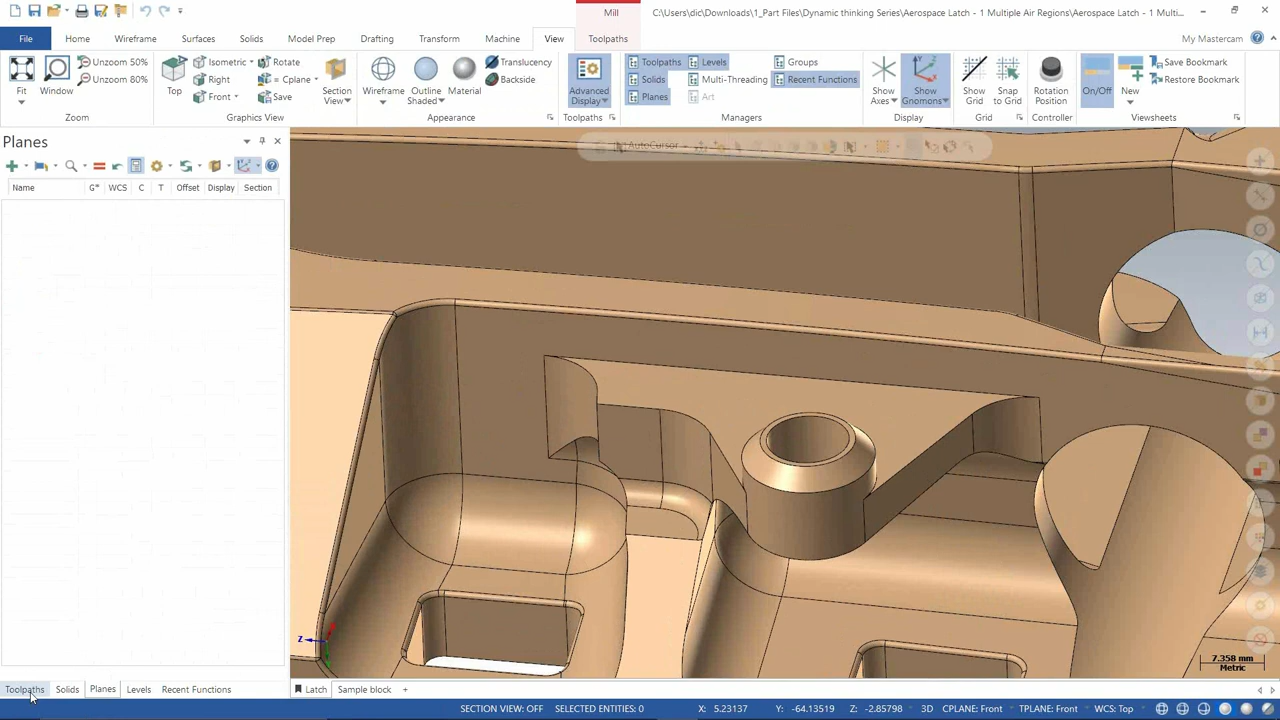 Mill
C:\Users\dic\Downloads\1_Part Files\Dynamic thinking Series\Aerospace Latch - 1 Multiple Air Regions\Aerospace Latch - 1 Multi...
File
Home
Wireframe
Surfaces
Solids
Model Prep
Drafting
Transform
Machine
View
Toolpaths
My Mastercam
Fit
Window
Unzoom 50%
Unzoom 80%
Zoom
Top
Isometric
Right
Front
Rotate
= Cplane
Save
Section View
Graphics View
Wireframe
Outline Shaded
Material
Translucency
Backside
Appearance
Advanced Display
Toolpaths
Toolpaths
Solids
Planes
Levels
Multi-Threading
Art
Groups
Recent Functions
Managers
Show Axes
Show Gnomons
Display
Show Grid
Snap to Grid
Grid
Rotation Position
Controller
On/Off
New
Save Bookmark
Restore Bookmark
Viewsheets
Planes
Name
G*
WCS
C
T
Offset
Display
Section
AutoCursor
Z
7.358 mm
Metric
Toolpaths
Solids
Planes
Levels
Recent Functions
Latch
Sample block
+
SECTION VIEW: OFF
SELECTED ENTITIES: 0
X: 5.23137
Y: -64.13519
Z: -2.85798
3D
CPLANE: Front
TPLANE: Front
WCS: Top